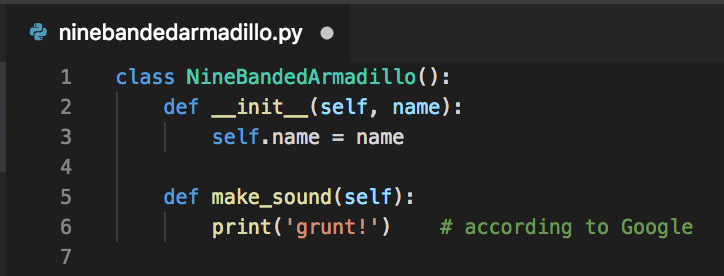 ninebandedarmadillo.py
1 class NineBandedArmadillo():
2     def __init__(self, name):
3         self.name = name
4
5     def make_sound(self):
6         print('grunt!')    # according to Google
7